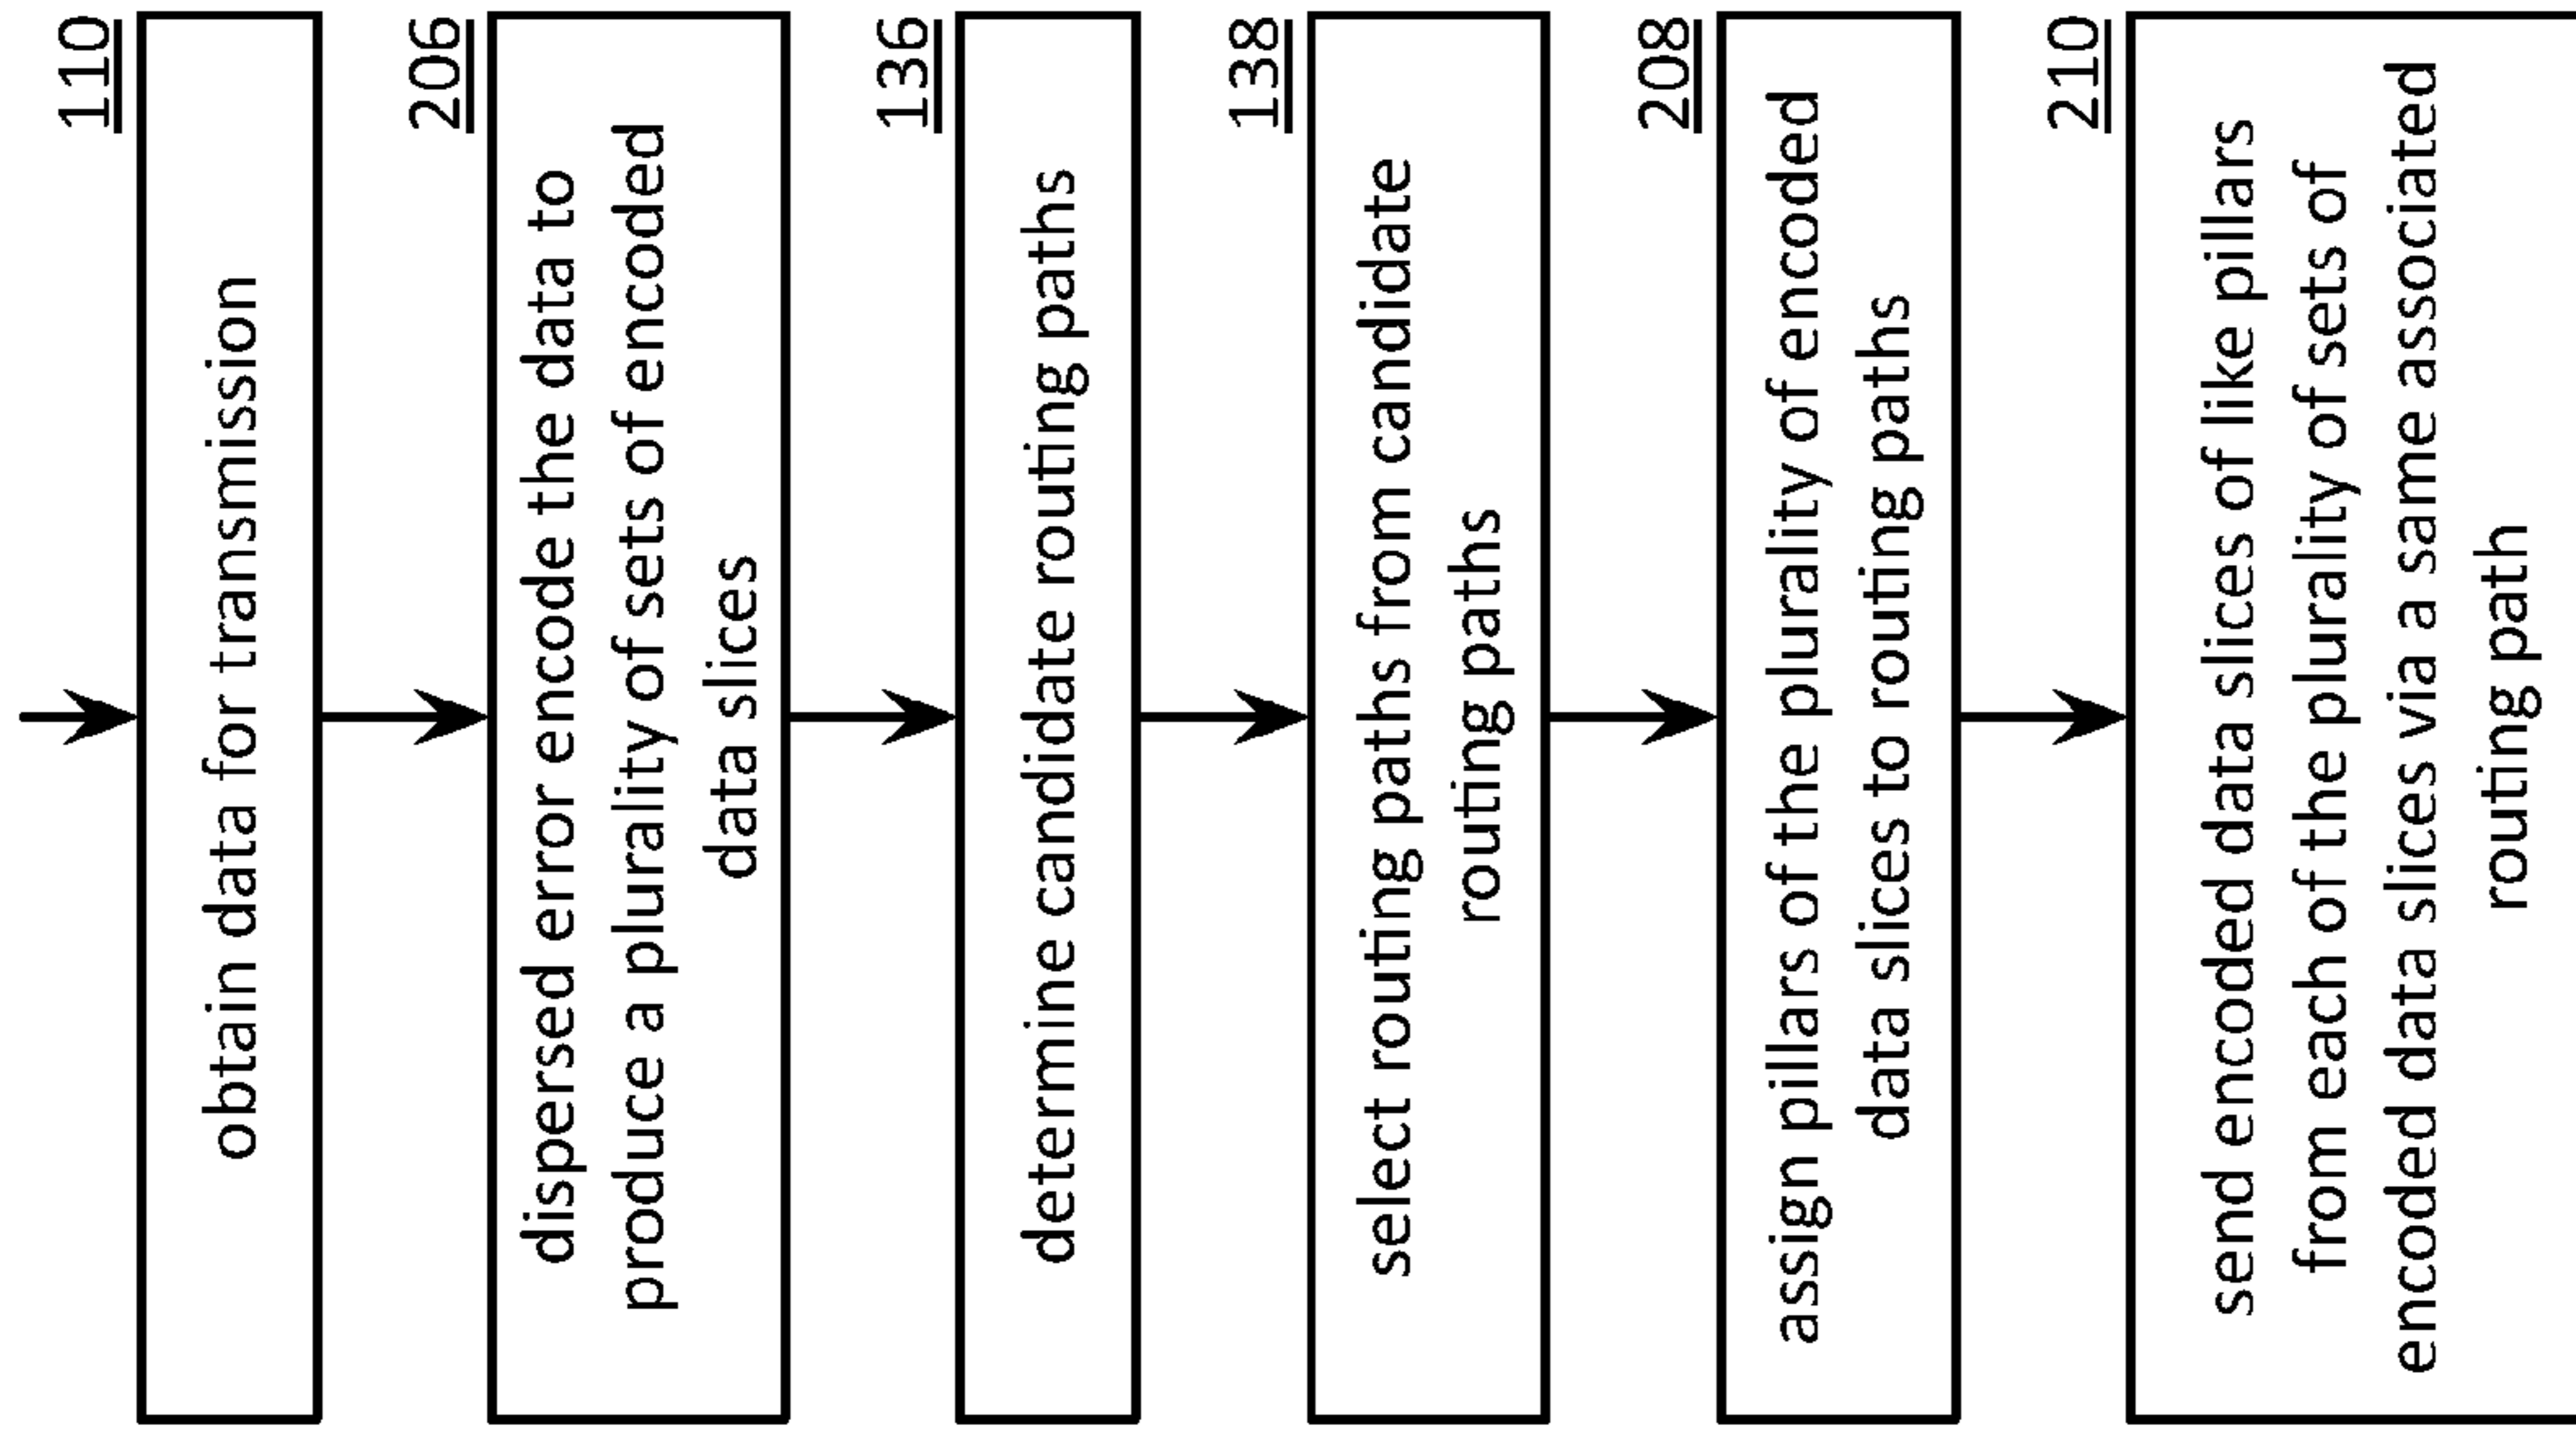 110
obtain data for transmission
206
dispersed error encode the data to
produce a plurality of sets of encoded
data slices
136
determine candidate routing paths
138
select routing paths from candidate
routing paths
208
assign pillars of the plurality of encoded
data slices to routing paths
210
send encoded data slices of like pillars
from each of the plurality of sets of
encoded data slices via a same associated
routing path